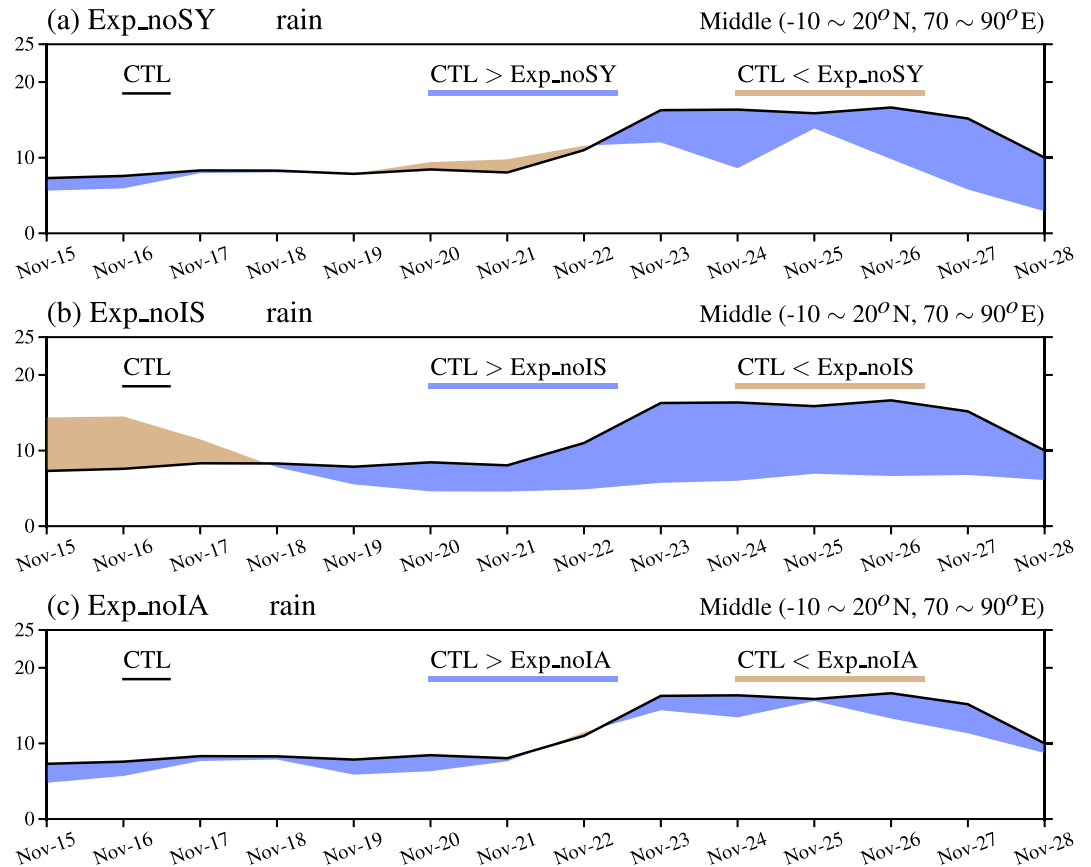 (a) Exp_noSY rain Middle (-10 ∼ 20ᴼN, 70 ∼ 90ᴼE)
25
CTL CTL > Exp_noSY CTL < Exp_noSY
20
10
0
Nov-15 Nov-16 Nov-17 Nov-18 Nov-19 Nov-20 Nov-21 Nov-22 Nov-23 Nov-24 Nov-25 Nov-26 Nov-27 Nov-28
(b) Exp_noIS rain Middle (-10 ∼ 20ᴼN, 70 ∼ 90ᴼE)
25
CTL CTL > Exp_noIS CTL < Exp_noIS
20
10
0
Nov-15 Nov-16 Nov-17 Nov-18 Nov-19 Nov-20 Nov-21 Nov-22 Nov-23 Nov-24 Nov-25 Nov-26 Nov-27 Nov-28
(c) Exp_noIA rain Middle (-10 ∼ 20ᴼN, 70 ∼ 90ᴼE)
25
CTL CTL > Exp_noIA CTL < Exp_noIA
20
10
0
Nov-15 Nov-16 Nov-17 Nov-18 Nov-19 Nov-20 Nov-21 Nov-22 Nov-23 Nov-24 Nov-25 Nov-26 Nov-27 Nov-28